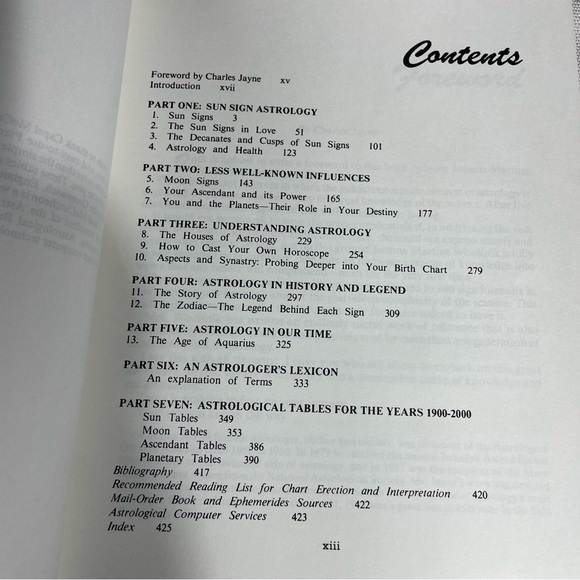 Contents
Foreword by Charles Jayne xv
Introduction xvii
PART ONE: SUN SIGN ASTROLOGY
1. Sun Signs 3
2. The Sun Signs in Love 51
3. The Decanates and Cusps of Sun Signs 101
4. Astrology and Health 123
PART TWO: LESS WELL-KNOWN INFLUENCES
5. Moon Signs 143
6. Your Ascendant and its Power 165
7. You and the Planets—Their Role in Your Destiny 177
PART THREE: UNDERSTANDING ASTROLOGY
8. The Houses of Astrology 229
9. How to Cast Your Own Horoscope 254
10. Aspects and Synastry: Probing Deeper into Your Birth Chart 279
PART FOUR: ASTROLOGY IN HISTORY AND LEGEND
11. The Story of Astrology 297
12. The Zodiac—The Legend Behind Each Sign 309
PART FIVE: ASTROLOGY IN OUR TIME
13. The Age of Aquarius 325
PART SIX: AN ASTROLOGER'S LEXICON
An explanation of Terms 333
PART SEVEN: ASTROLOGICAL TABLES FOR THE YEARS 1900-2000
Sun Tables 349
Moon Tables 353
Ascendant Tables 386
Planetary Tables 390
Bibliography 417
Recommended Reading List for Chart Erection and Interpretation 420
Mail-Order Book and Ephemerides Sources 422
Astrological Computer Services 423
Index 425
xiii